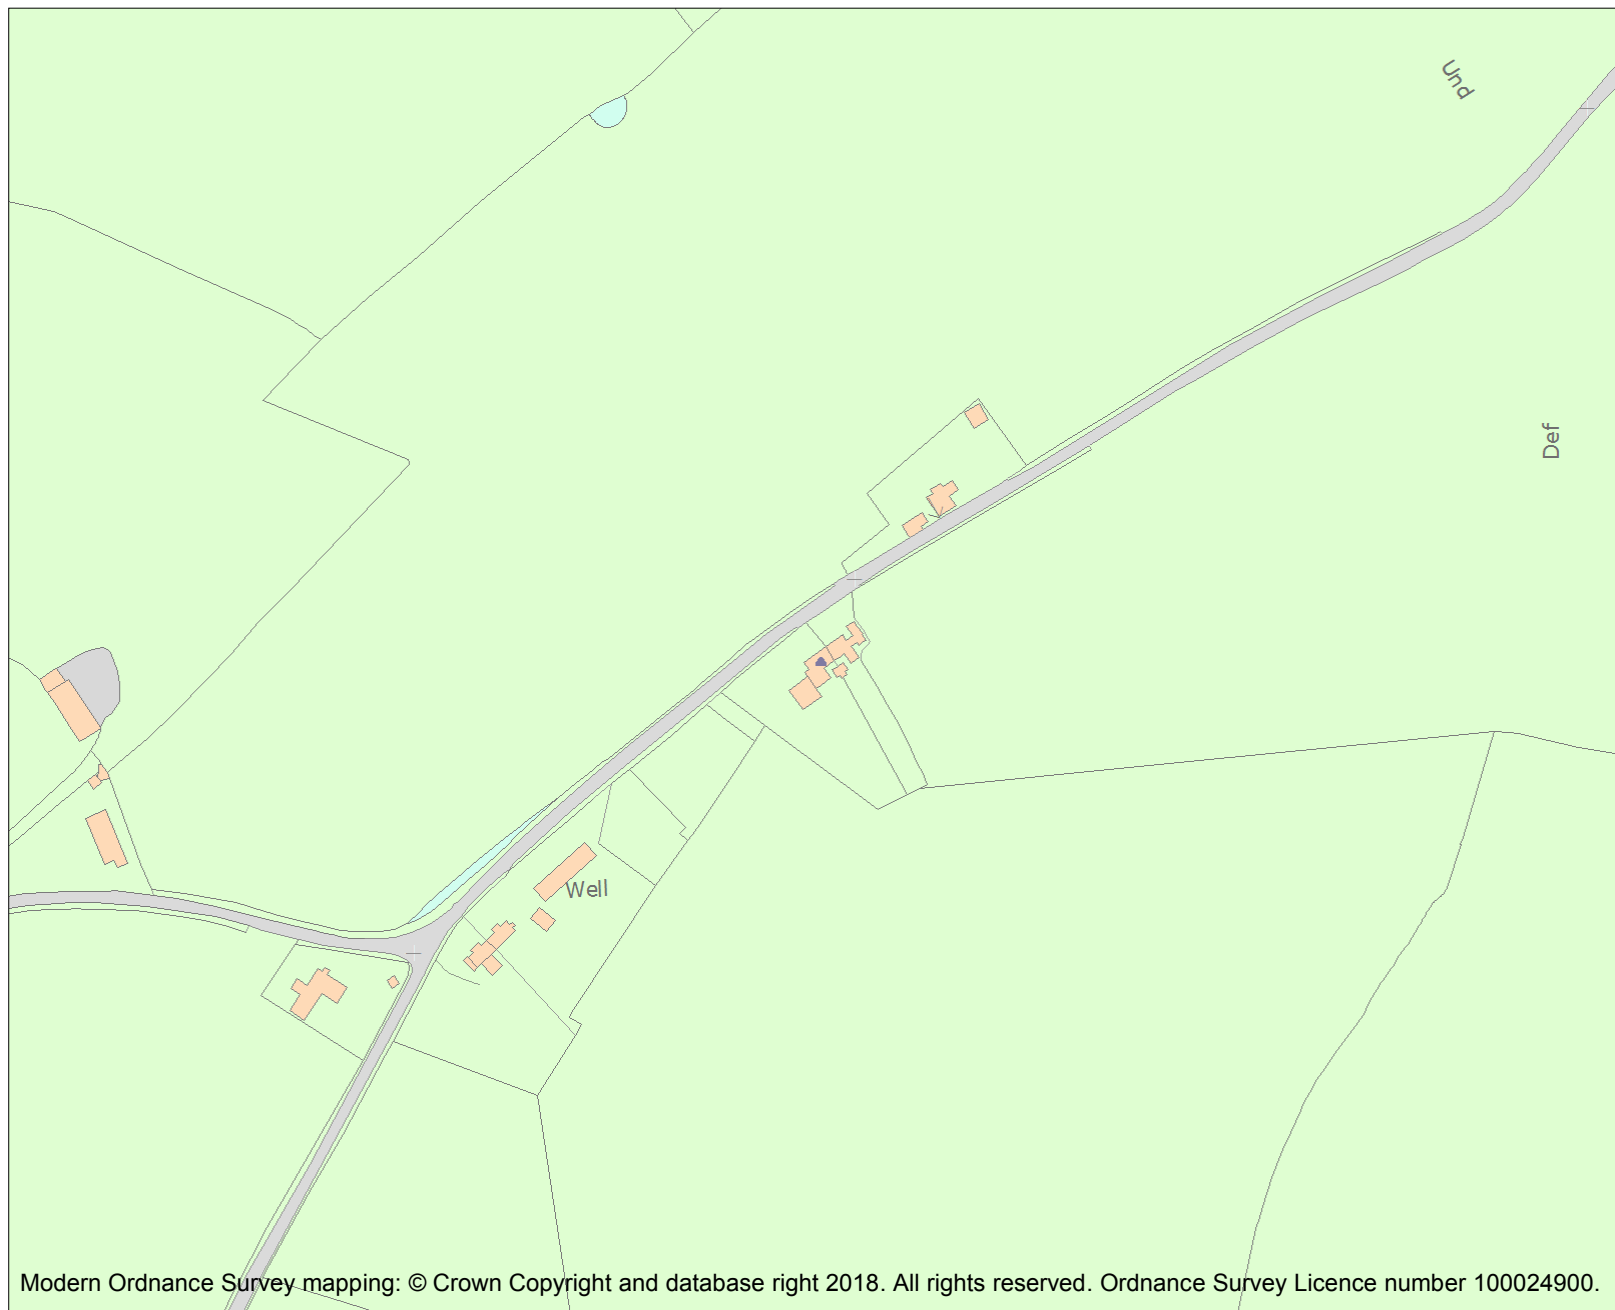 Und
Def
Well
Modern Ordnance Survey mapping: © Crown Copyright and database right 2018. All rights reserved. Ordnance Survey Licence number 100024900.